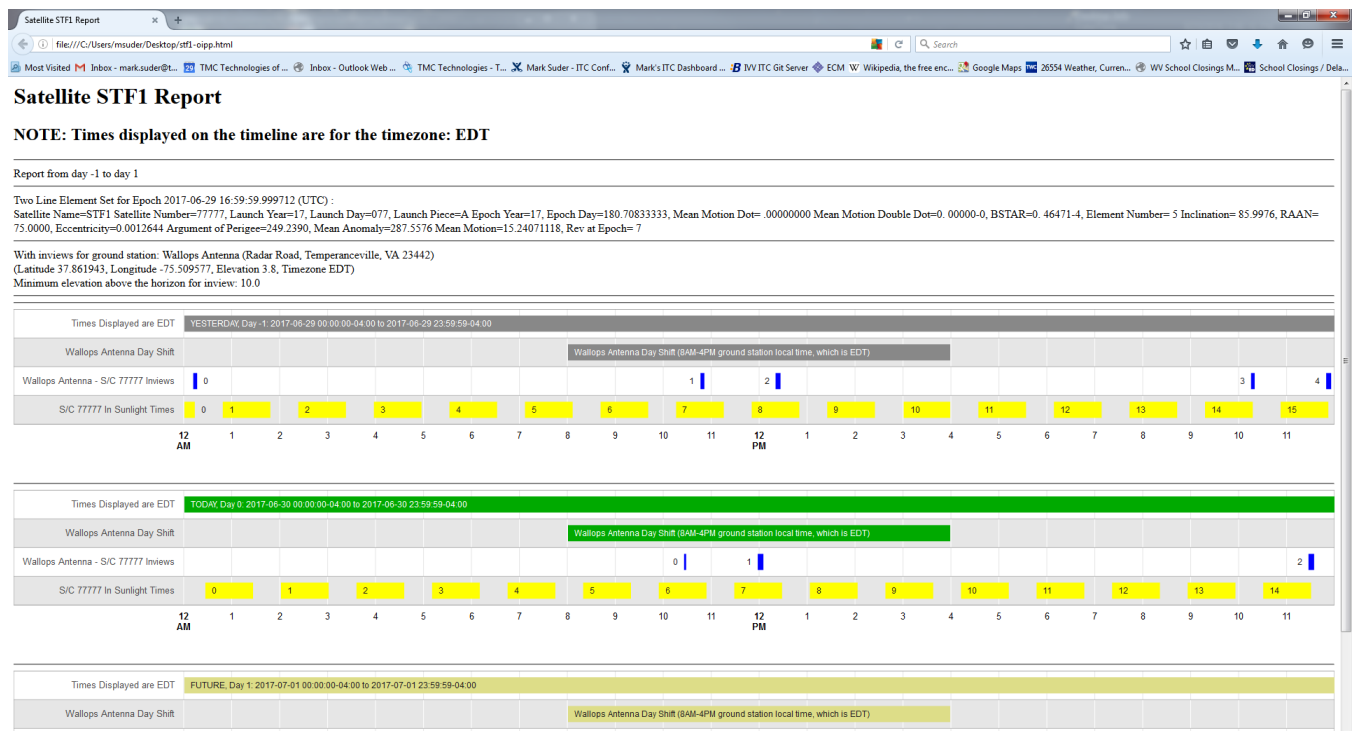 Satellite STF1 Report × +
file:///C:/Users/msuder/Desktop/stf1-oipp.html Search
Most Visited Inbox - mark.suder@t... TMC Technologies of ... Inbox - Outlook Web ... TMC Technologies - T... Mark Suder - ITC Conf... Mark's ITC Dashboard ... IVV ITC Git Server ECM Wikipedia, the free enc... Google Maps 26554 Weather, Curren... WV School Closings M... School Closings / Dela...
Satellite STF1 Report
NOTE: Times displayed on the timeline are for the timezone: EDT
Report from day -1 to day 1
Two Line Element Set for Epoch 2017-06-29 16:59:59.999712 (UTC) :
Satellite Name=STF1 Satellite Number=77777, Launch Year=17, Launch Day=077, Launch Piece=A Epoch Year=17, Epoch Day=180.70833333, Mean Motion Dot= .00000000 Mean Motion Double Dot=0. 00000-0, BSTAR=0. 46471-4, Element Number= 5 Inclination= 85.9976, RAAN=
75.0000, Eccentricity=0.0012644 Argument of Perigee=249.2390, Mean Anomaly=287.5576 Mean Motion=15.24071118, Rev at Epoch= 7
With inviews for ground station: Wallops Antenna (Radar Road, Temperanceville, VA 23442)
(Latitude 37.861943, Longitude -75.509577, Elevation 3.8, Timezone EDT)
Minimum elevation above the horizon for inview: 10.0
Times Displayed are EDT YESTERDAY, Day -1: 2017-06-29 00:00:00-04:00 to 2017-06-29 23:59:59-04:00
Wallops Antenna Day Shift Wallops Antenna Day Shift (8AM-4PM ground station local time, which is EDT)
Wallops Antenna - S/C 77777 Inviews 0 1 2 3 4
S/C 77777 In Sunlight Times 0 1 2 3 4 5 6 7 8 9 10 11 12 13 14 15
12 AM 1 2 3 4 5 6 7 8 9 10 11 12 PM 1 2 3 4 5 6 7 8 9 10 11
Times Displayed are EDT TODAY, Day 0: 2017-06-30 00:00:00-04:00 to 2017-06-30 23:59:59-04:00
Wallops Antenna Day Shift Wallops Antenna Day Shift (8AM-4PM ground station local time, which is EDT)
Wallops Antenna - S/C 77777 Inviews 0 1 2
S/C 77777 In Sunlight Times 0 1 2 3 4 5 6 7 8 9 10 11 12 13 14
12 AM 1 2 3 4 5 6 7 8 9 10 11 12 PM 1 2 3 4 5 6 7 8 9 10 11
Times Displayed are EDT FUTURE, Day 1: 2017-07-01 00:00:00-04:00 to 2017-07-01 23:59:59-04:00
Wallops Antenna Day Shift Wallops Antenna Day Shift (8AM-4PM ground station local time, which is EDT)